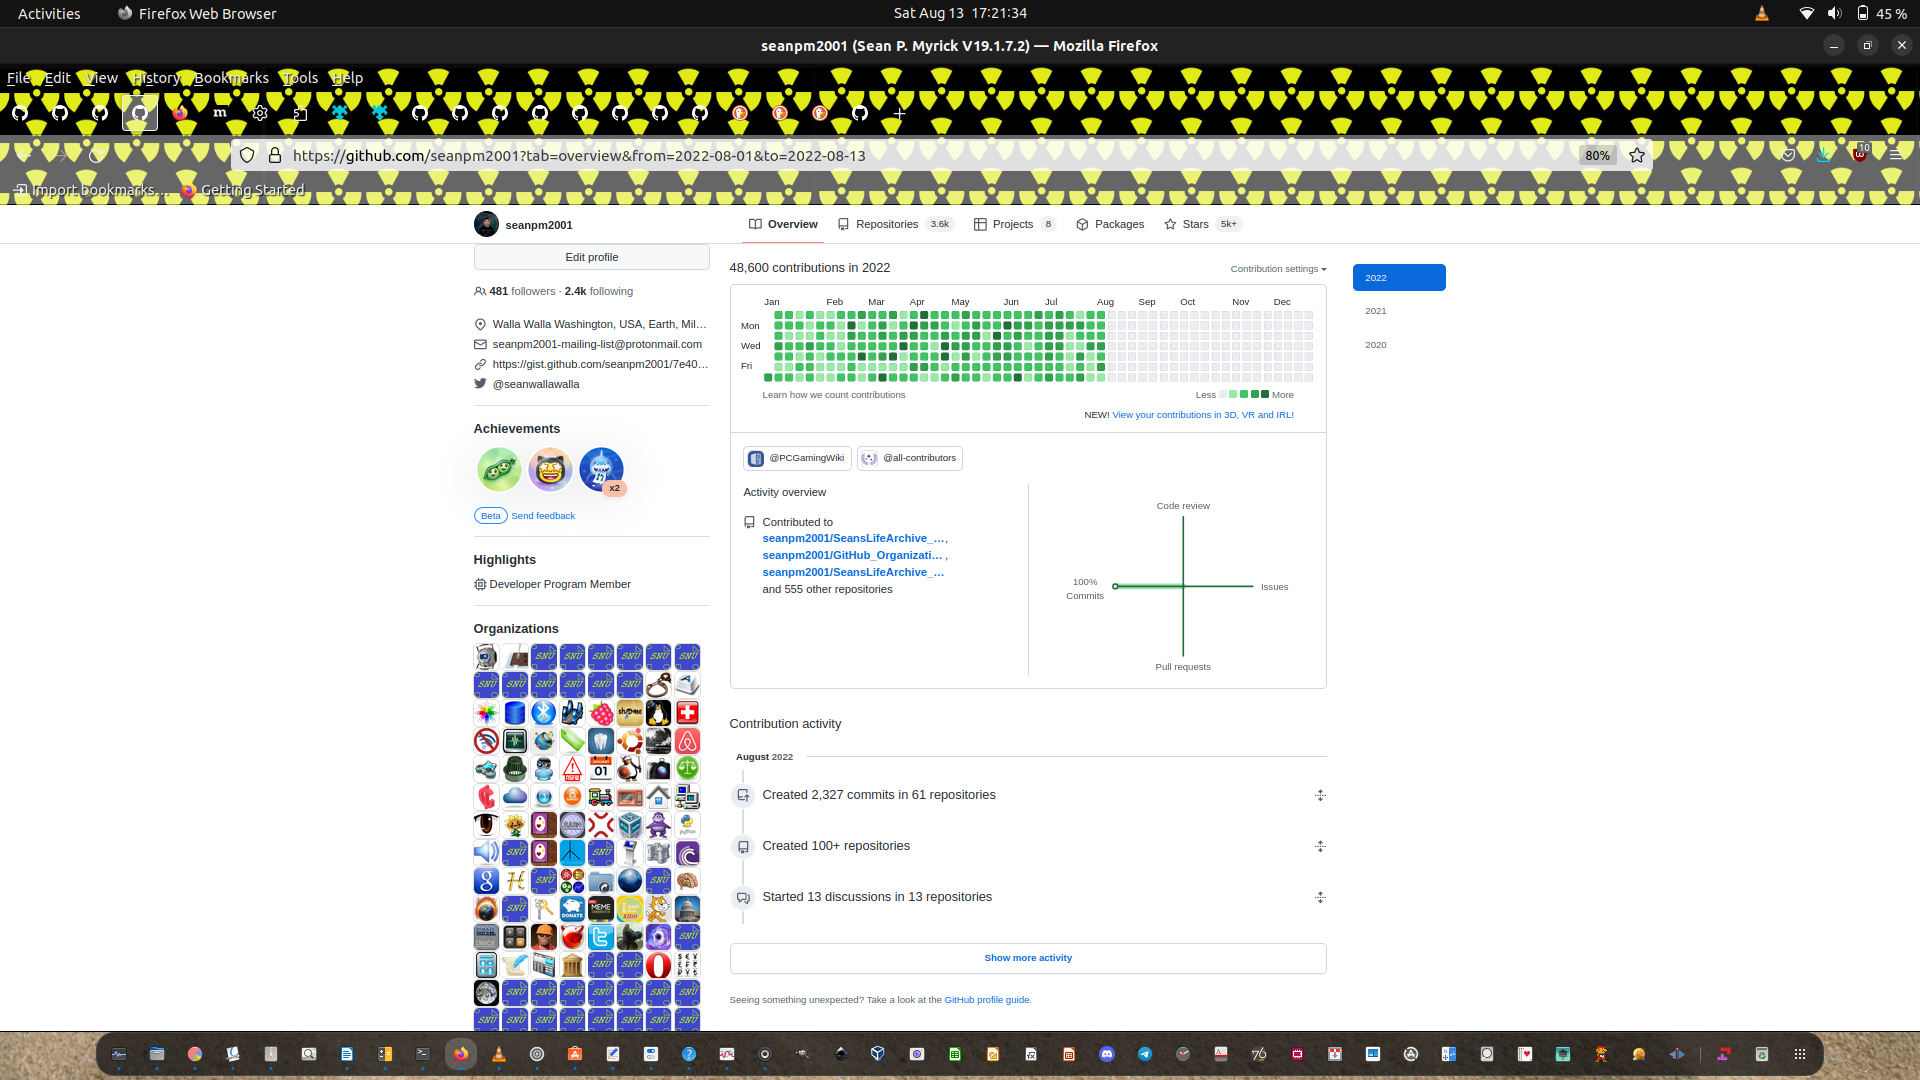 Activities Firefox Web Browser Sat Aug 13 17:21:34 45 %
seanpm2001 (Sean P. Myrick V19.1.7.2) — Mozilla Firefox
File Edit View History Bookmarks Tools Help
https://github.com/seanpm2001?tab=overview&from=2022-08-01&to=2022-08-13 80% 10
Import bookmarks... Getting Started
seanpm2001 Overview Repositories 3.6k Projects 8 Packages Stars 5k+
Edit profile
481 followers · 2.4k following
Walla Walla Washington, USA, Earth, Mil...
seanpm2001-mailing-list@protonmail.com
https://gist.github.com/seanpm2001/7e40...
@seanwallawalla
Achievements
x2
Beta Send feedback
Highlights
Developer Program Member
Organizations
48,600 contributions in 2022 Contribution settings
Jan Feb Mar Apr May Jun Jul Aug Sep Oct Nov Dec
Mon
Wed
Fri
Learn how we count contributions Less More
NEW! View your contributions in 3D, VR and IRL!
@PCGamingWiki @all-contributors
Activity overview
Contributed to
seanpm2001/SeansLifeArchive_...,
seanpm2001/GitHub_Organizati... ,
seanpm2001/SeansLifeArchive_...
and 555 other repositories
Code review
100%
Commits
Issues
Pull requests
Contribution activity
August 2022
Created 2,327 commits in 61 repositories
Created 100+ repositories
Started 13 discussions in 13 repositories
Show more activity
Seeing something unexpected? Take a look at the GitHub profile guide.
2022
2021
2020